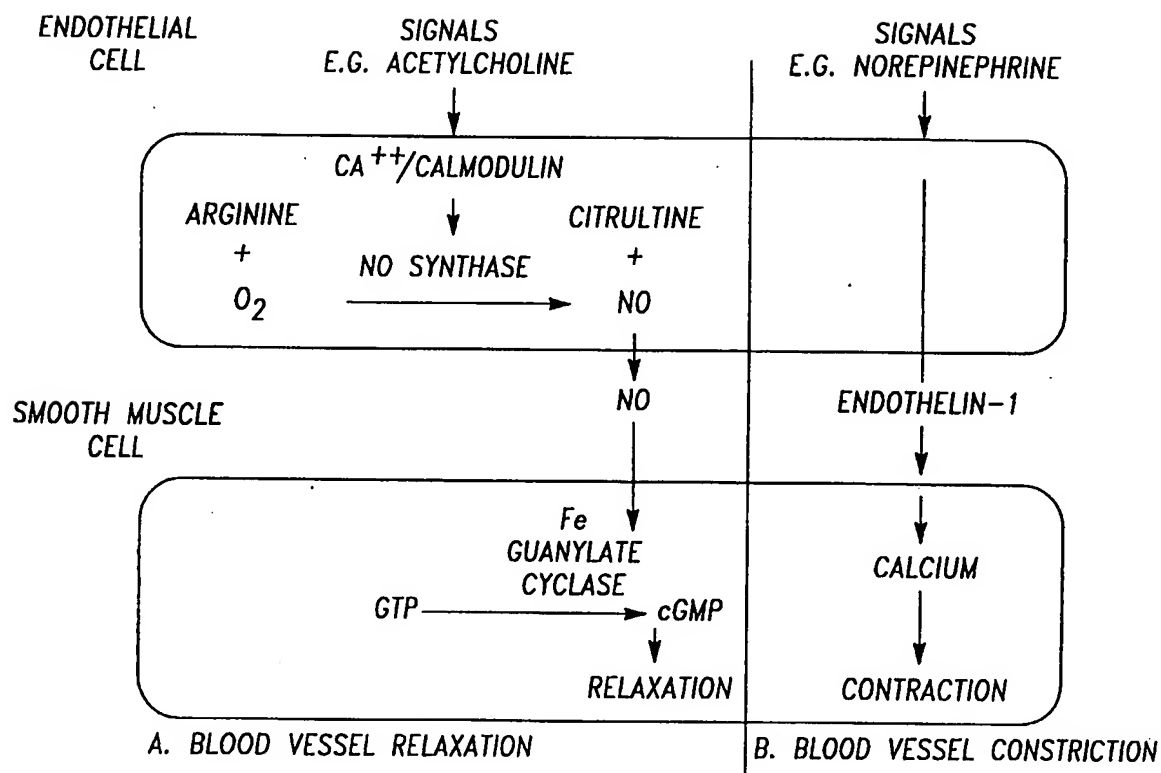 ENDOTHELIAL
CELL
SIGNALS
E.G. ACETYLCHOLINE
SIGNALS
E.G. NOREPINEPHRINE
CA++/CALMODULIN
ARGININE
+
O2
NO SYNTHASE
CITRULTINE
+
NO
NO
ENDOTHELIN-1
SMOOTH MUSCLE
CELL
Fe
GUANYLATE
CYCLASE
GTP
cGMP
RELAXATION
CALCIUM
CONTRACTION
A. BLOOD VESSEL RELAXATION
B. BLOOD VESSEL CONSTRICTION